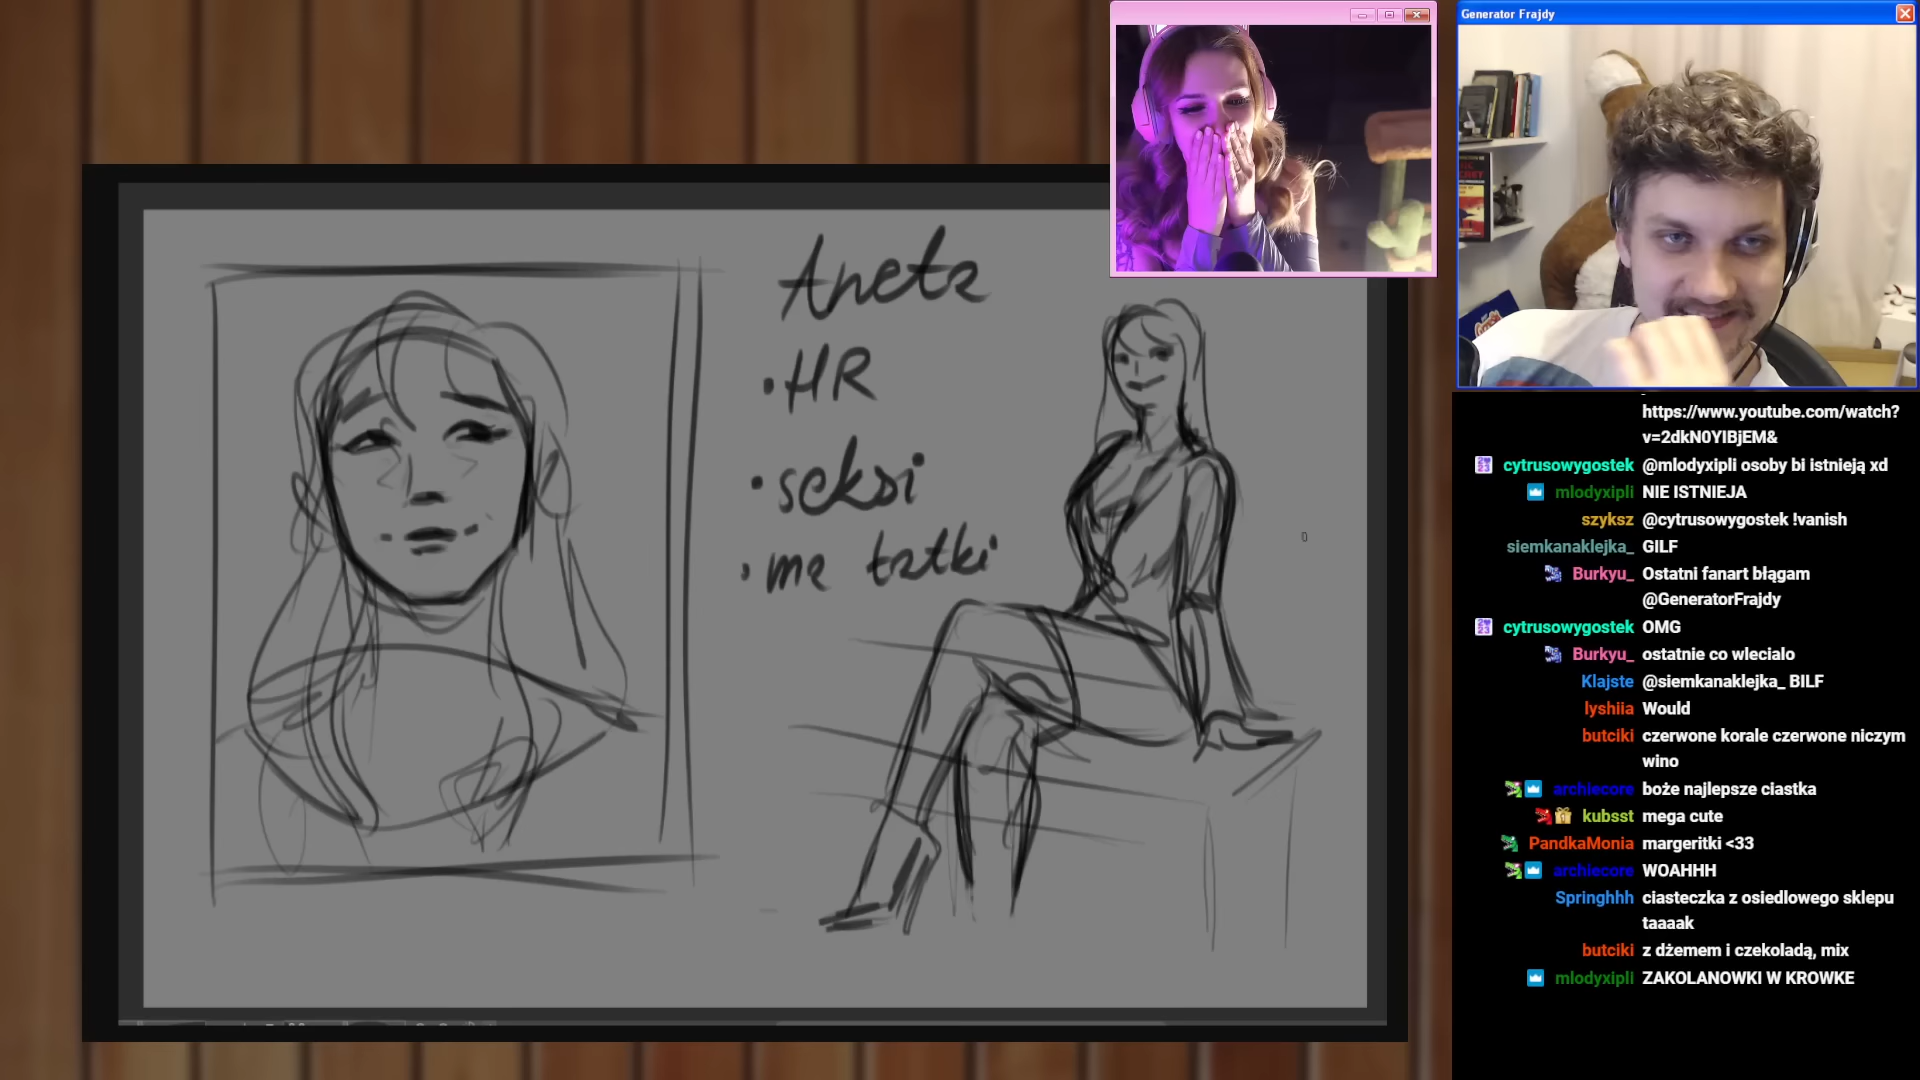 Generator Frajdy
Aneta
• HR
• seksi
• ma tatki
https://www.youtube.com/watch?
v=2dkN0YIBjEM&
cytrusowygostek @mlodyxipli osoby bi istnieją xd
mlodyxipli NIE ISTNIEJA
szyksz @cytrusowygostek !vanish
siemkanaklejka_ GILF
Burkyu_ Ostatni fanart błągam
@GeneratorFrajdy
cytrusowygostek OMG
Burkyu_ ostatnie co wlecialo
Klajste @siemkanaklejka_ BILF
lyshiia Would
butciki czerwone korale czerwone niczym
wino
archiecore boże najlepsze ciastka
kubsst mega cute
PandkaMonia margeritki <33
archiecore WOAHHH
Springhhh ciasteczka z osiedlowego sklepu
taaaak
butciki z dżemem i czekoladą, mix
mlodyxipli ZAKOLANOWKI W KROWKE